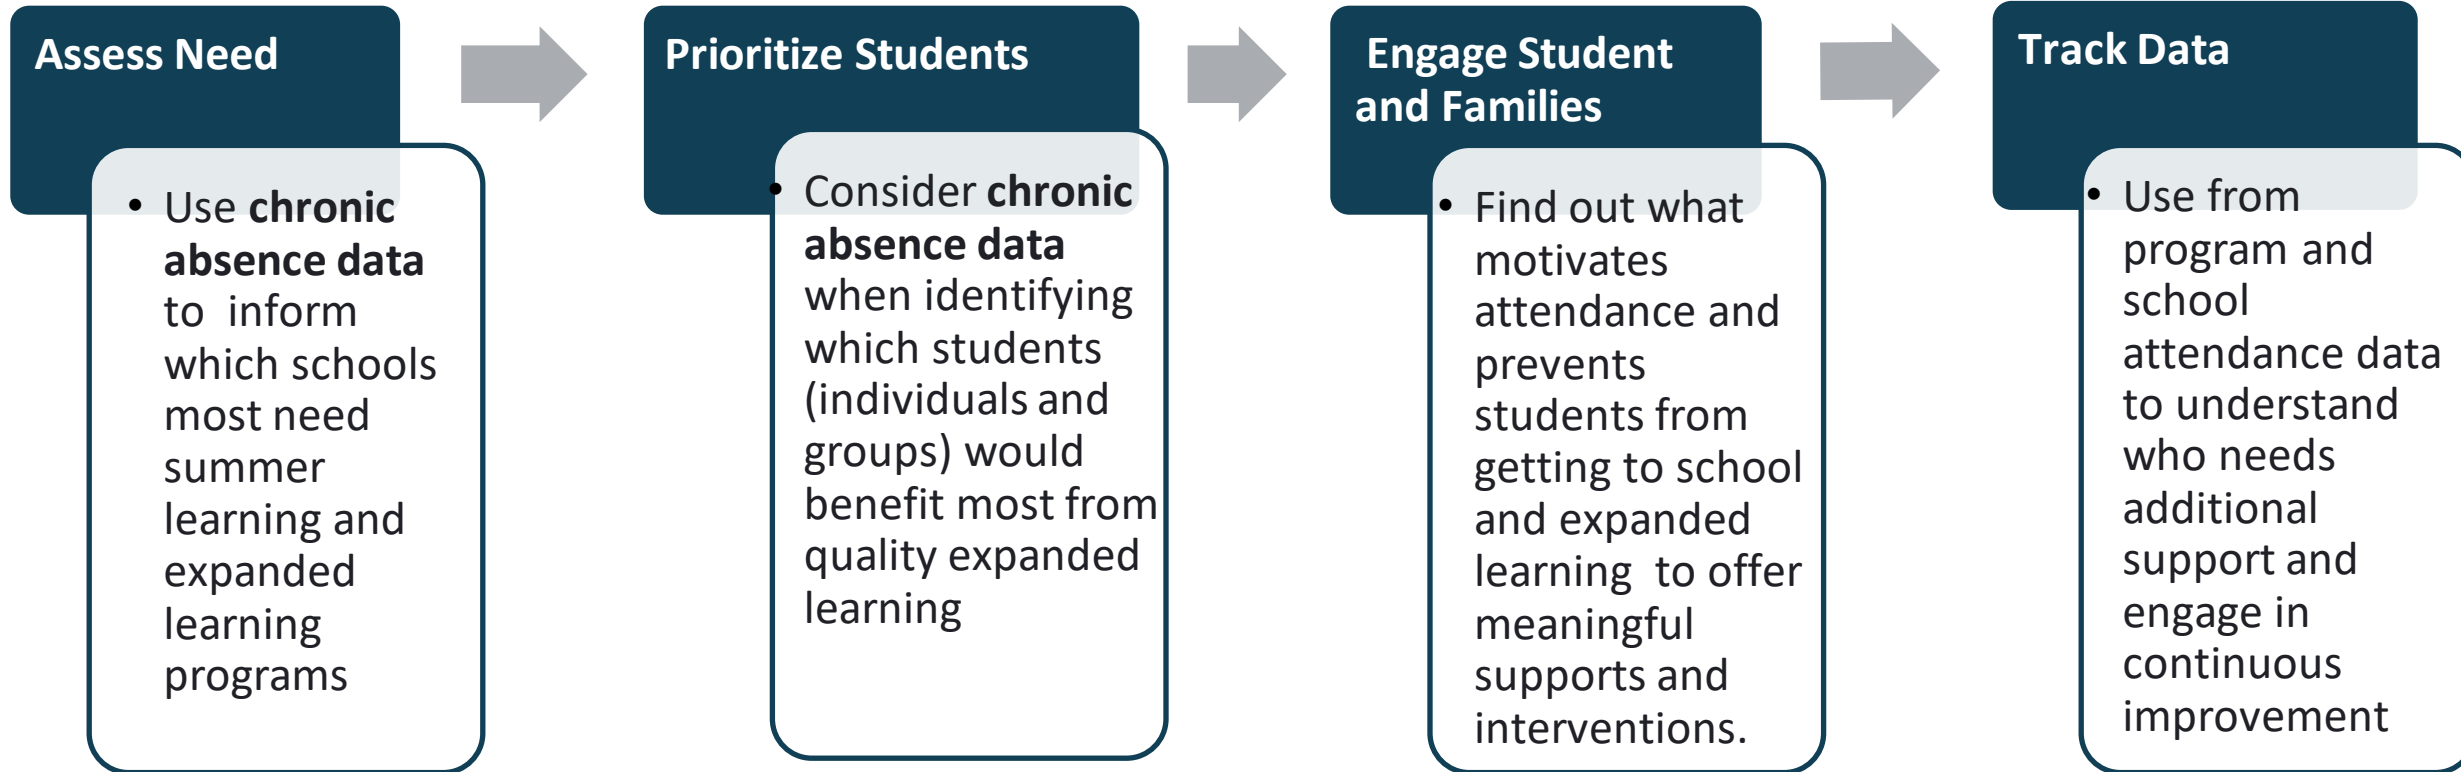 Assess Need
• Use chronic
absence data
to inform
which schools
most need
summer
learning and
expanded
learning
programs
Prioritize Students
• Consider chronic
absence data
when identifying
which students
(individuals and
groups) would
benefit most from
quality expanded
learning
Engage Student
and Families
• Find out what
motivates
attendance and
prevents
students from
getting to school
and expanded
learning to offer
meaningful
supports and
interventions.
Track Data
• Use from
program and
school
attendance data
to understand
who needs
additional
support and
engage in
continuous
improvement